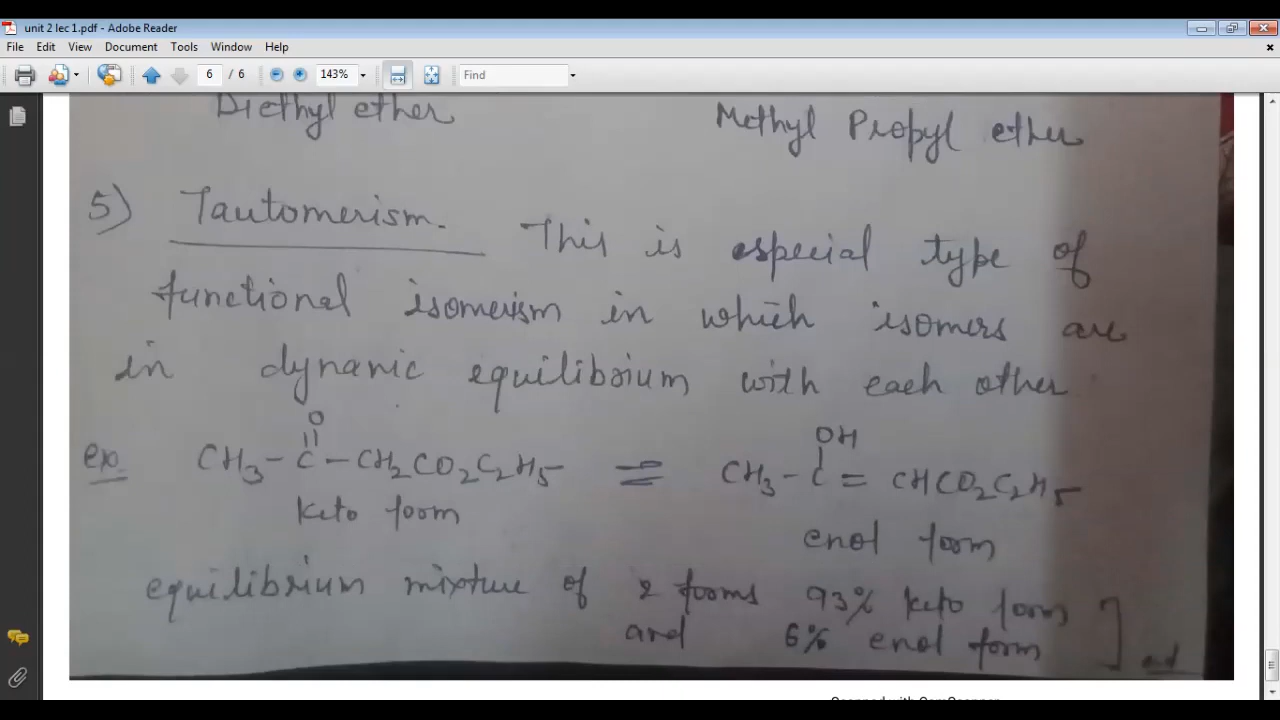 unit 2 lec 1.pdf - Adobe Reader
File Edit View Document Tools Window Help
6 / 6 143% Find
Diethyl ether Methyl Propyl ether
5) Tautomerism. This is especial type of
functional isomerism in which isomers are
in dynamic equilibrium with each other
ex. CH3-C-CH2CO2C2H5 ⇌ CH3-C=CHCO2C2H5
O OH
keto form enol form
equilibrium mixture of 2 forms 93% keto form
and 6% enol form